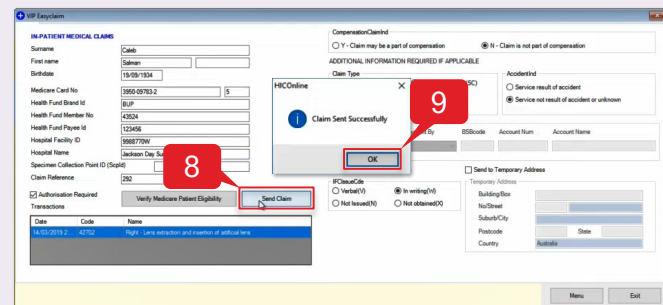 VIP Easyclaim
IN-PATIENT MEDICAL CLAIMS
Surname Caleb
First name Salman
Birthdate 19/09/1934
Medicare Card No 3950-09783-2 5
Health Fund Brand Id BUP
Health Fund Member No 43524
Health Fund Payee Id 123456
Hospital Facility ID 9988770W
Hospital Name Jackson Day Su
Specimen Collection Point ID (ScpId)
Claim Reference 292
Authorisation Required
Verify Medicare Patient Eligibility
Send Claim
8
Transactions
Date Code Name
14/03/2019 2... 42702 Right - Lens extraction and insertion of artificial lens
CompensationClaimInd
Y - Claim may be a part of compensation
N - Claim is not part of compensation
ADDITIONAL INFORMATION REQUIRED IF APPLICABLE
Claim Type
SC)
AccidentInd
Service result of accident
Service not result of accident or unknown
HICOnline
Claim Sent Successfully
OK
9
By BSBcode Account Num Account Name
IFCIssueCde
Verbal(V) In writing(W)
Not Issued(N) Not obtained(X)
Send to Temporary Address
Temporary Address
Building/Box
No/Street
Suburb/City
Postcode State
Country Australia
Menu Exit